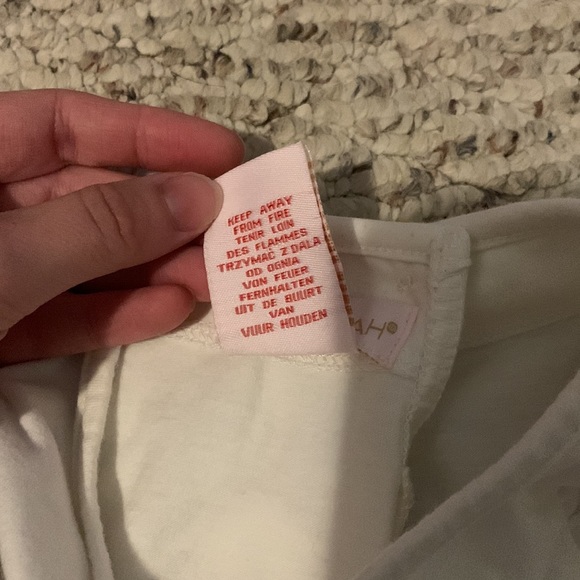 KEEP AWAY
FROM FIRE
TENIR LOIN
DES FLAMMES
TRZYMAĆ Z DALA
OD OGNIA
VON FEUER
FERNHALTEN
UIT DE BUURT
VAN
VUUR HOUDEN
AH®